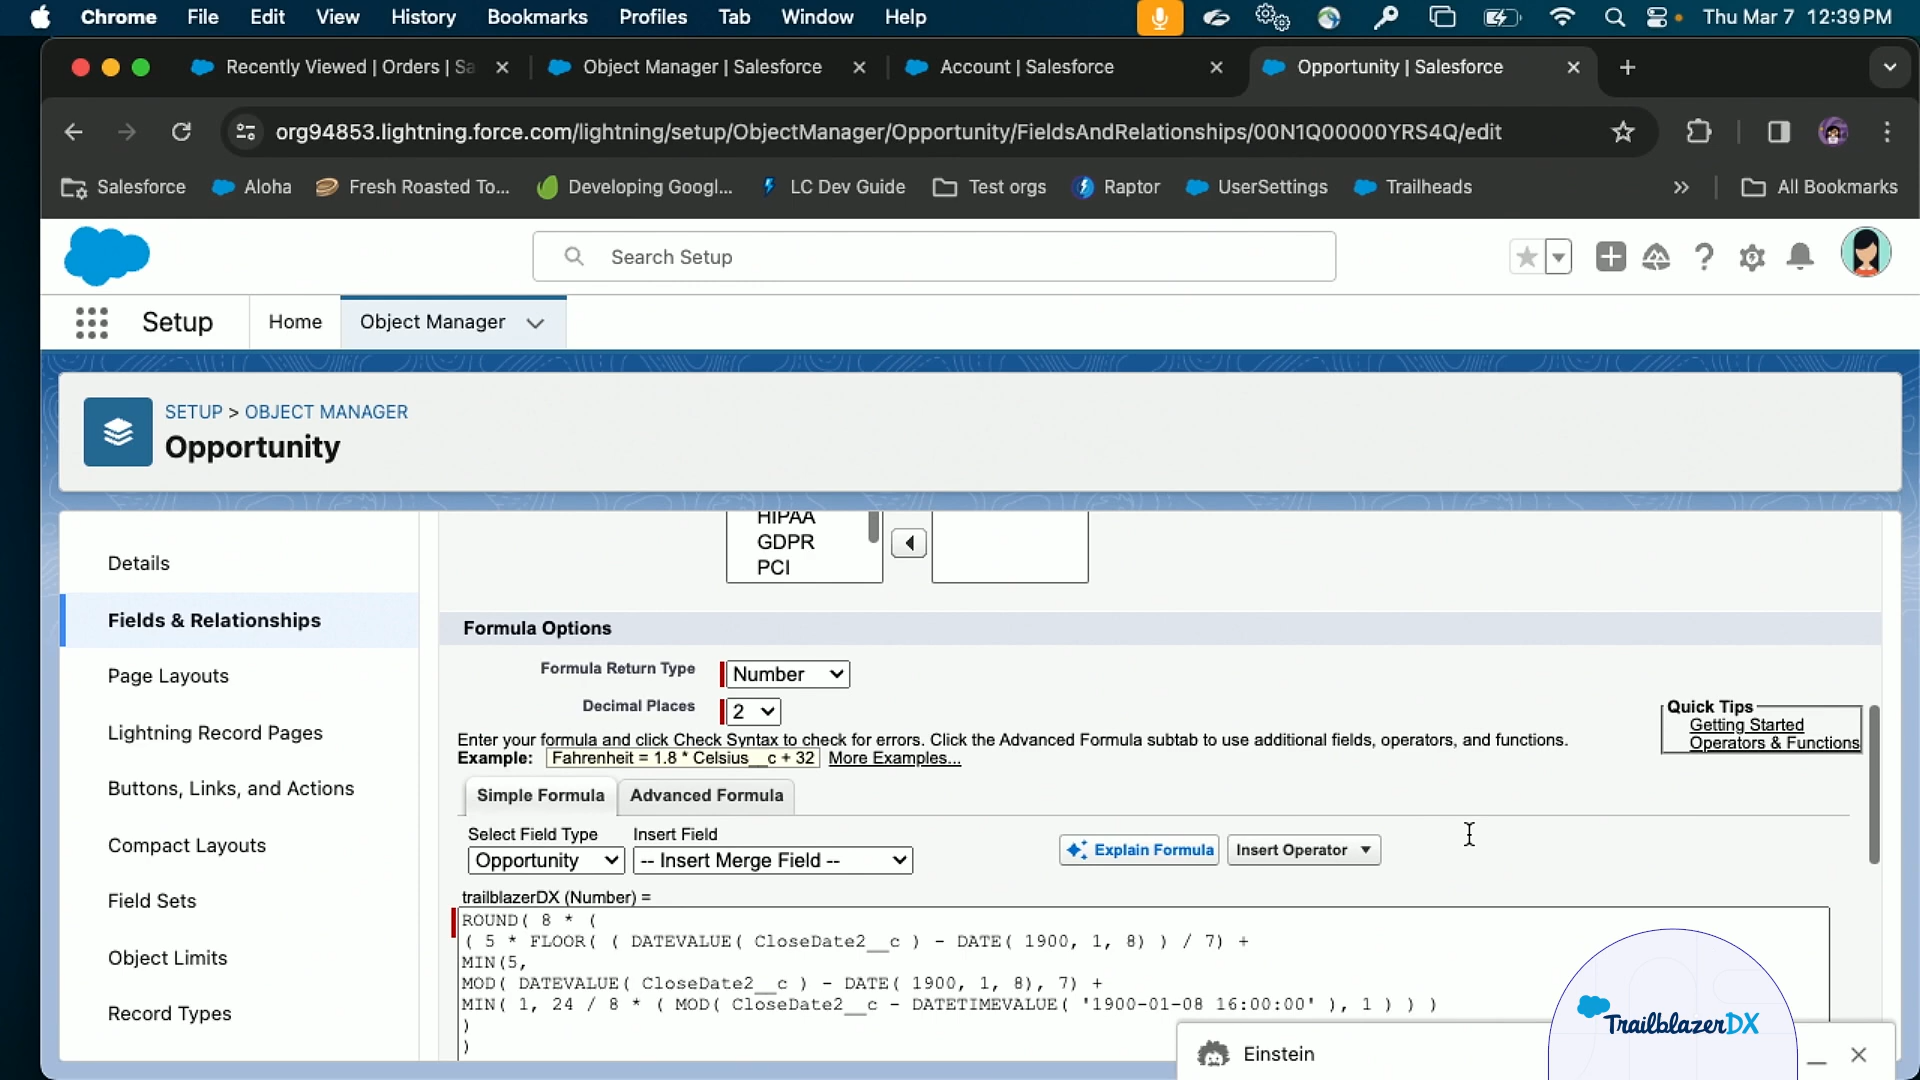 Chrome File Edit View History Bookmarks Profiles Tab Window Help Thu Mar 7 12:39 PM
Recently Viewed | Orders | Sa Object Manager | Salesforce Account | Salesforce Opportunity | Salesforce
org94853.lightning.force.com/lightning/setup/ObjectManager/Opportunity/FieldsAndRelationships/00N1Q00000YRS4Q/edit
Salesforce Aloha Fresh Roasted To... Developing Googl... LC Dev Guide Test orgs Raptor UserSettings Trailheads » All Bookmarks
Search Setup
Setup Home Object Manager
SETUP > OBJECT MANAGER
Opportunity
Details
Fields & Relationships
Page Layouts
Lightning Record Pages
Buttons, Links, and Actions
Compact Layouts
Field Sets
Object Limits
Record Types
HIPAA
GDPR
PCI
Formula Options
Formula Return Type Number
Decimal Places 2
Quick Tips
Getting Started
Operators & Functions
Enter your formula and click Check Syntax to check for errors. Click the Advanced Formula subtab to use additional fields, operators, and functions.
Example: Fahrenheit = 1.8 * Celsius__c + 32 More Examples...
Simple Formula Advanced Formula
Select Field Type Insert Field
Opportunity -- Insert Merge Field -- Explain Formula Insert Operator
trailblazerDX (Number) =
ROUND( 8 * (
( 5 * FLOOR( ( DATEVALUE( CloseDate2__c ) - DATE( 1900, 1, 8) ) / 7) +
MIN(5,
MOD( DATEVALUE( CloseDate2__c ) - DATE( 1900, 1, 8), 7) +
MIN( 1, 24 / 8 * ( MOD( CloseDate2__c - DATETIMEVALUE( '1900-01-08 16:00:00' ), 1 ) ) )
)
)
Einstein
TrailblazerDX